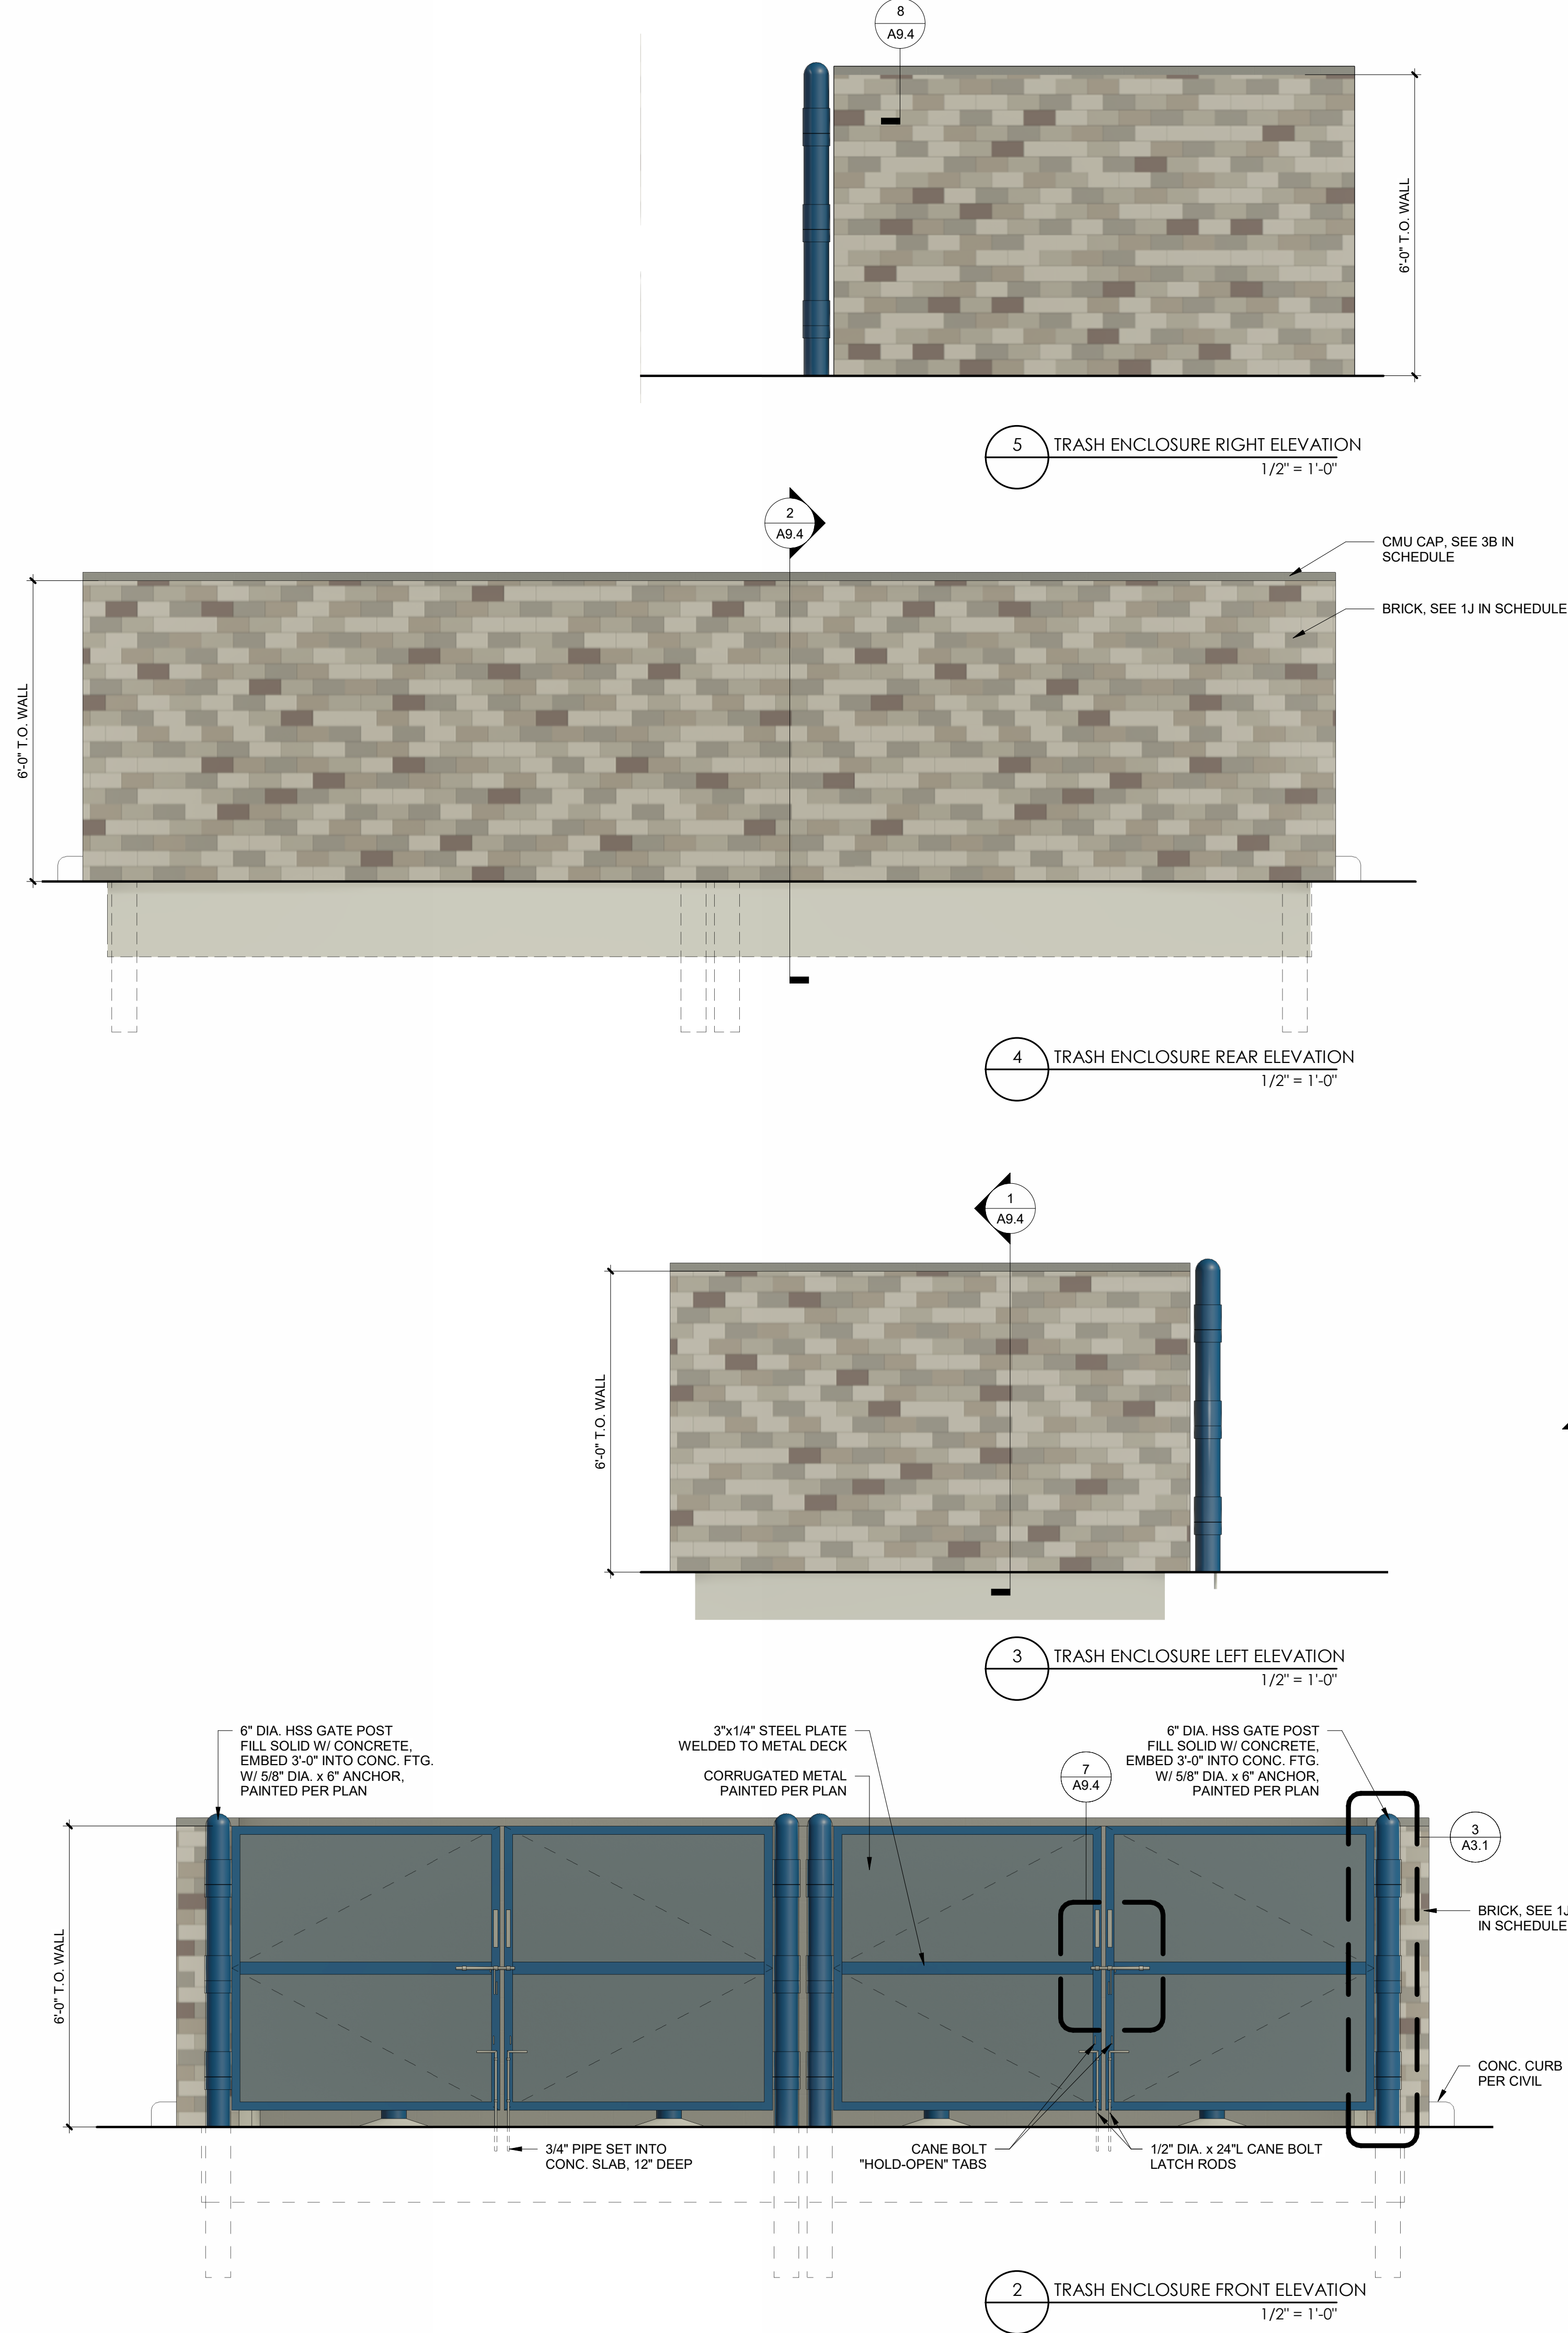 8
A9.4
6'-0" T.O. WALL
5
TRASH ENCLOSURE RIGHT ELEVATION
1/2" = 1'-0"
2
A9.4
CMU CAP, SEE 3B IN
SCHEDULE
BRICK, SEE 1J IN SCHEDULE
6'-0" T.O. WALL
4
TRASH ENCLOSURE REAR ELEVATION
1/2" = 1'-0"
1
A9.4
6'-0" T.O. WALL
3
TRASH ENCLOSURE LEFT ELEVATION
1/2" = 1'-0"
6" DIA. HSS GATE POST
FILL SOLID W/ CONCRETE,
EMBED 3'-0" INTO CONC. FTG.
W/ 5/8" DIA. x 6" ANCHOR,
PAINTED PER PLAN
3"x1/4" STEEL PLATE
WELDED TO METAL DECK
CORRUGATED METAL
PAINTED PER PLAN
7
A9.4
6" DIA. HSS GATE POST
FILL SOLID W/ CONCRETE,
EMBED 3'-0" INTO CONC. FTG.
W/ 5/8" DIA. x 6" ANCHOR,
PAINTED PER PLAN
3
A3.1
BRICK, SEE 1J
IN SCHEDULE
6'-0" T.O. WALL
CONC. CURB
PER CIVIL
3/4" PIPE SET INTO
CONC. SLAB, 12" DEEP
CANE BOLT
"HOLD-OPEN" TABS
1/2" DIA. x 24"L CANE BOLT
LATCH RODS
2
TRASH ENCLOSURE FRONT ELEVATION
1/2" = 1'-0"